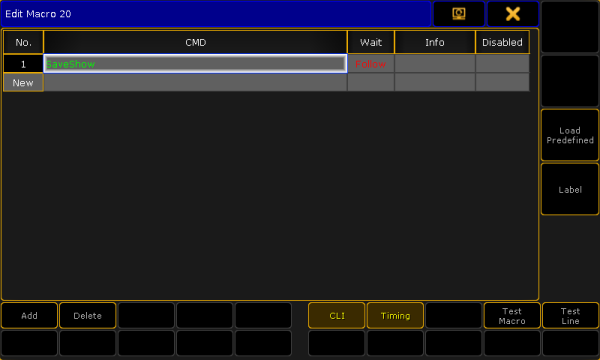 Edit Macro 20
No. CMD Wait Info Disabled
1 SaveShow Follow
New
Load
Predefined
Label
Add Delete CLI Timing Test Macro Test Line